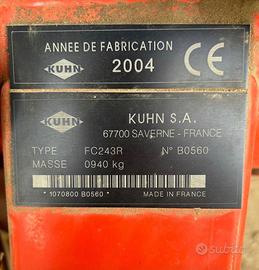 ANNEE DE FABRICATION
KUHN 2004 CE
KUHN KUHN S.A.
67700 SAVERNE - FRANCE
TYPE FC243R N° B0560
MASSE 0940 kg
* 1070800 B0560 * MADE IN FRANCE
subito